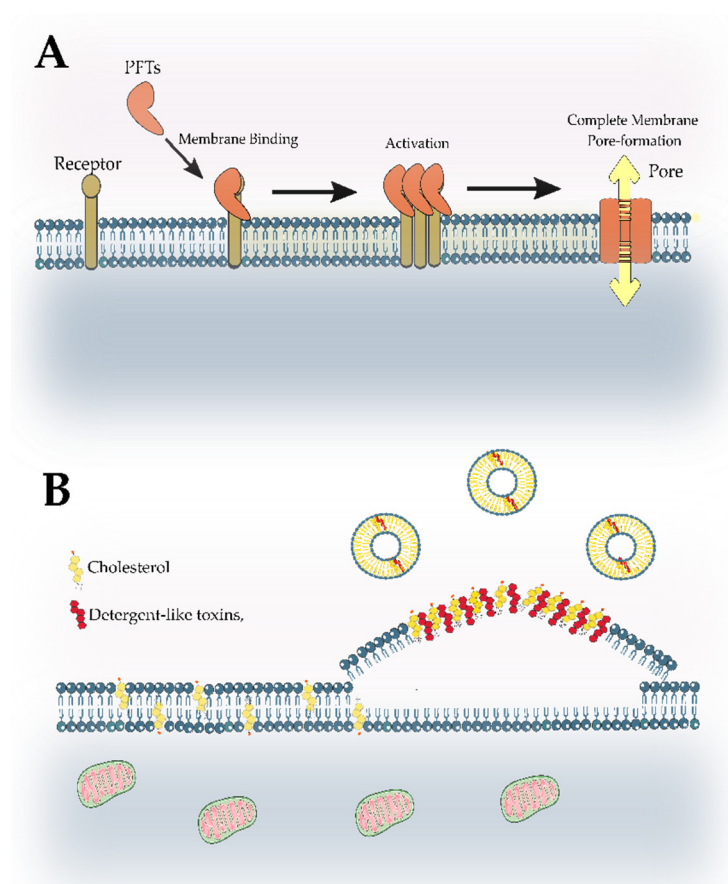 A
PFTs
Membrane Binding
Receptor
Activation
Complete Membrane
Pore-formation
Pore
B
Cholesterol
Detergent-like toxins,